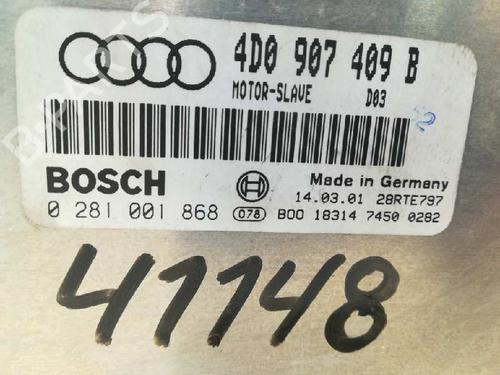 4D0 907 409 B
MOTOR-SLAVE D03
BOSCH
Made in Germany
14.03.01 28RTE797
0 281 001 868 078 B00 18314 7450 0282
41148
B-PARTS